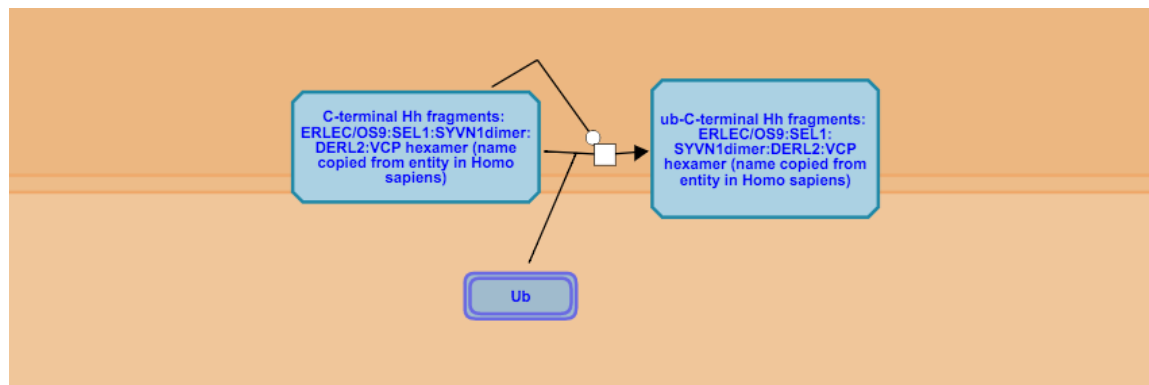 C-terminal Hh fragments:
ERLEC/OS9:SEL1:SYVN1dimer:
DERL2:VCP hexamer (name
copied from entity in Homo
sapiens)
ub-C-terminal Hh fragments:
ERLEC/OS9:SEL1:
SYVN1dimer:DERL2:VCP
hexamer (name copied from
entity in Homo sapiens)
Ub